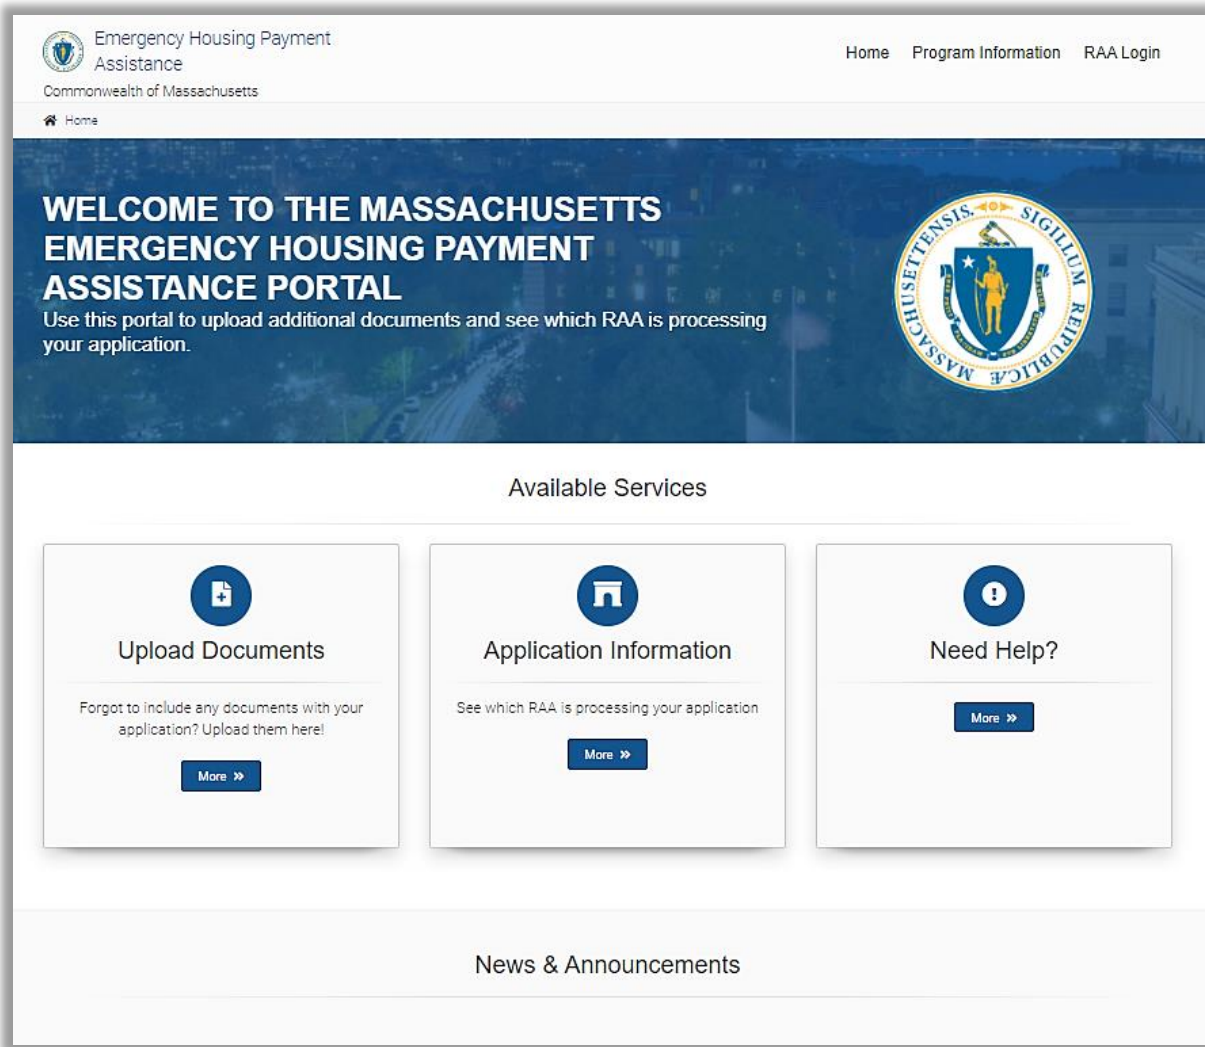 Emergency Housing Payment
Assistance
Commonwealth of Massachusetts
Home Program Information RAA Login
Home
WELCOME TO THE MASSACHUSETTS
EMERGENCY HOUSING PAYMENT
ASSISTANCE PORTAL
Use this portal to upload additional documents and see which RAA is processing
your application.
MASSACHUSETTENSIS. SIGILLUM REIPUBLICÆ
Available Services
Upload Documents
Forgot to include any documents with your
application? Upload them here!
More »
Application Information
See which RAA is processing your application
More »
Need Help?
More »
News & Announcements